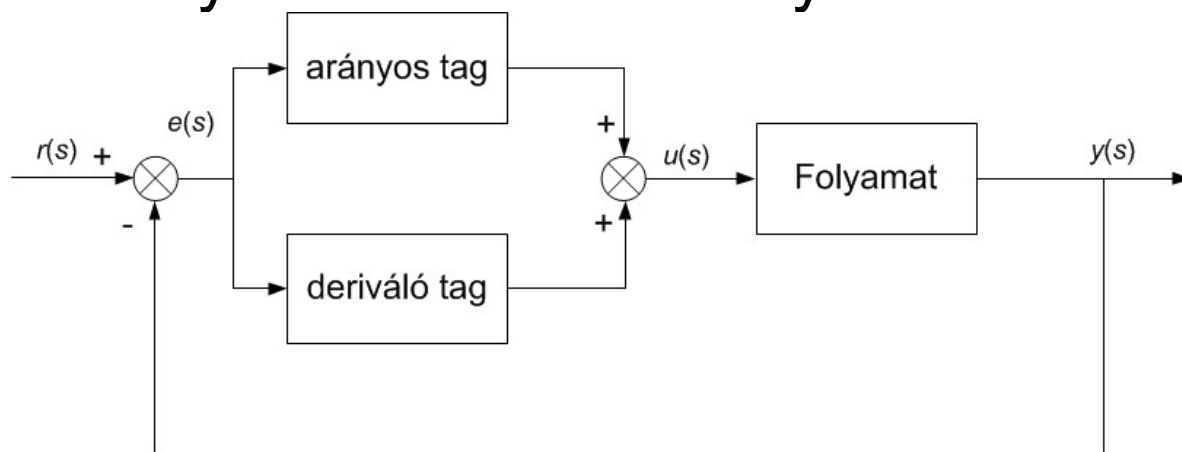 arányos tag
e(s)
r(s) +
+
u(s)
Folyamat
y(s)
-
+
deriváló tag